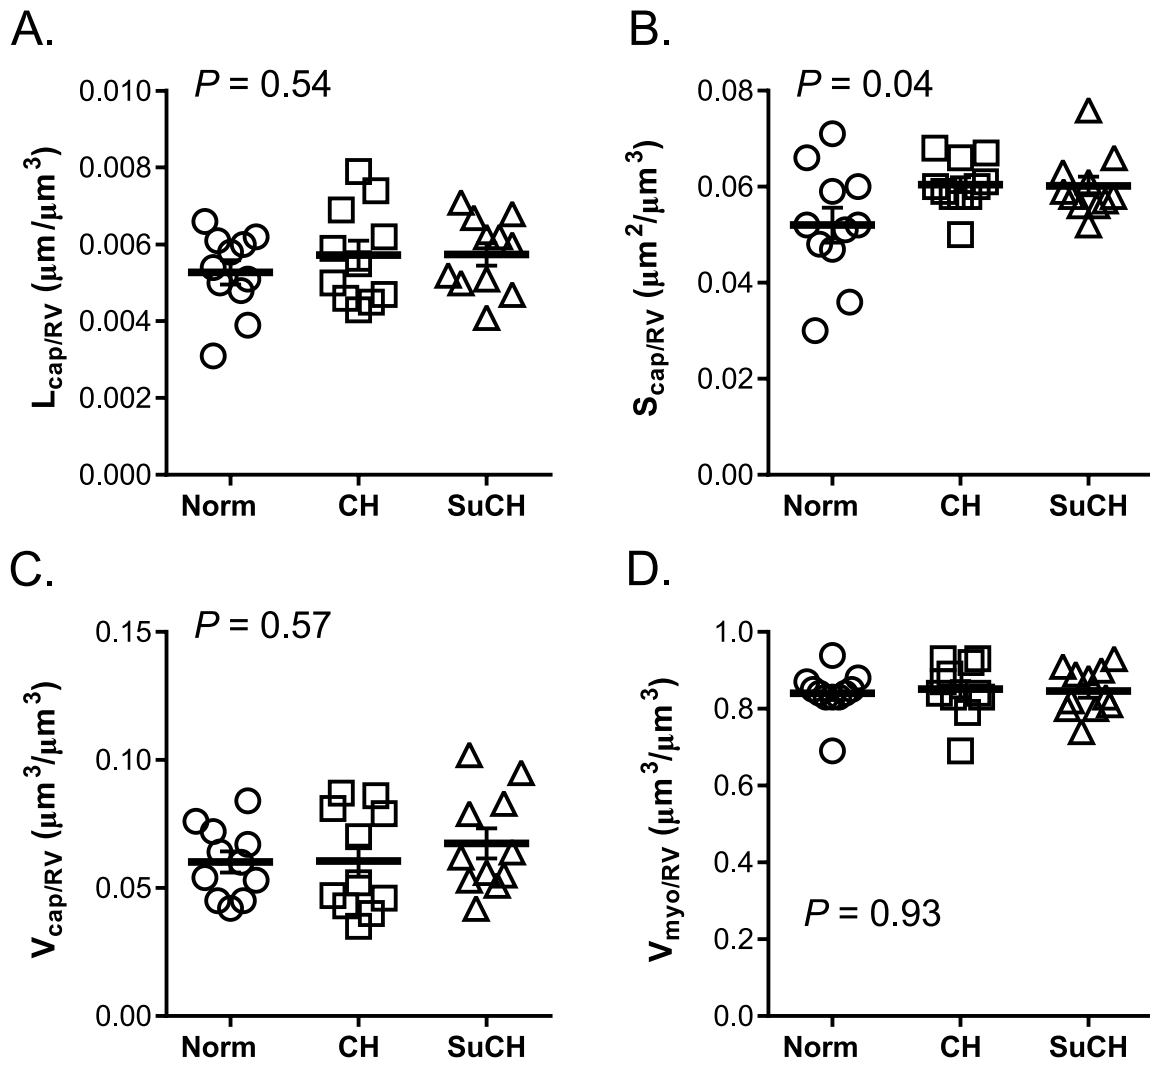 A.
P = 0.54
0.010
0.008
0.006
0.004
0.002
0.000
Lcap/RV (μm/μm³)
Norm CH SuCH
B.
P = 0.04
0.08
0.06
0.04
0.02
0.00
Scap/RV (μm²/μm³)
Norm CH SuCH
C.
P = 0.57
0.15
0.10
0.05
0.00
Vcap/RV (μm³/μm³)
Norm CH SuCH
D.
1.0
0.8
0.6
0.4
0.2
0.0
P = 0.93
Vmyo/RV (μm³/μm³)
Norm CH SuCH